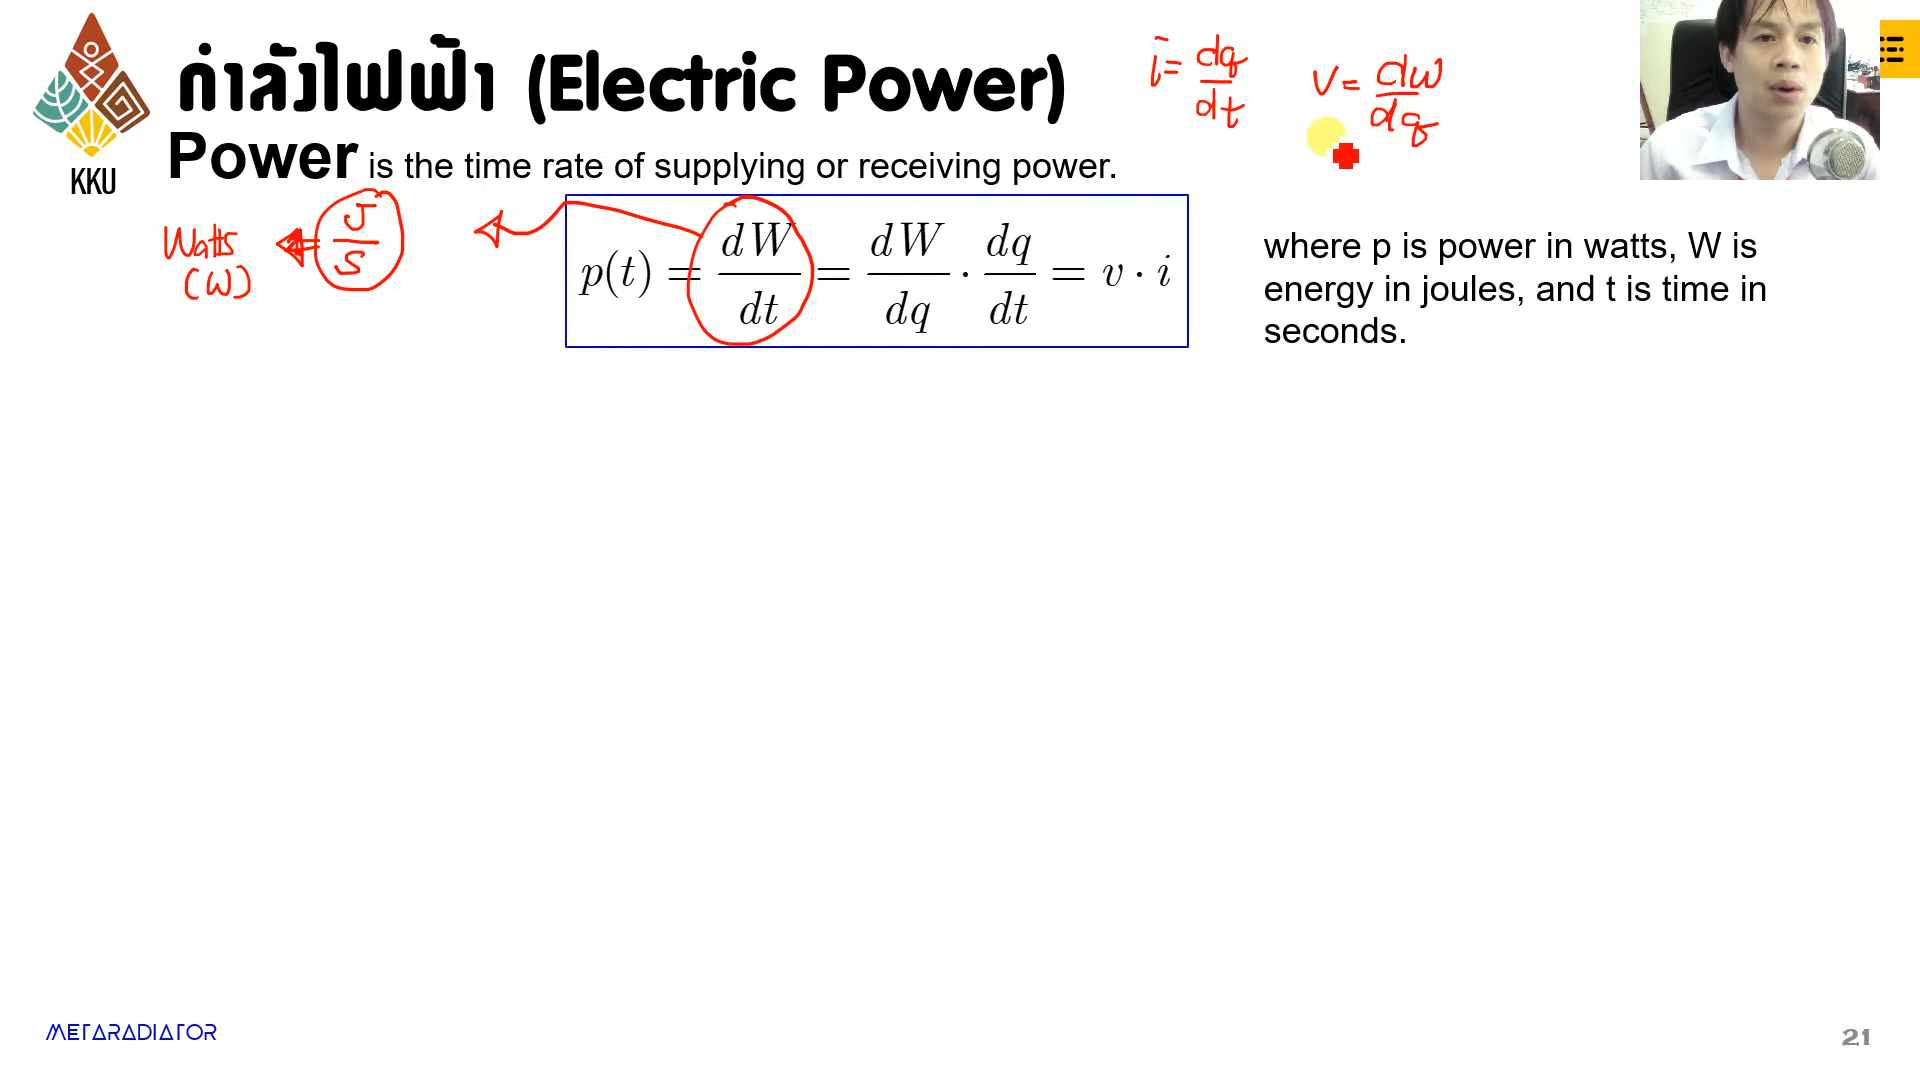 กำลังไฟฟ้า (Electric Power)
i = dq/dt
v = dw/dq
KKU
Power is the time rate of supplying or receiving power.
Watts (W)
J/S
p(t) = dW/dt = dW/dq · dq/dt = v · i
where p is power in watts, W is
energy in joules, and t is time in
seconds.
METARADIATOR
21